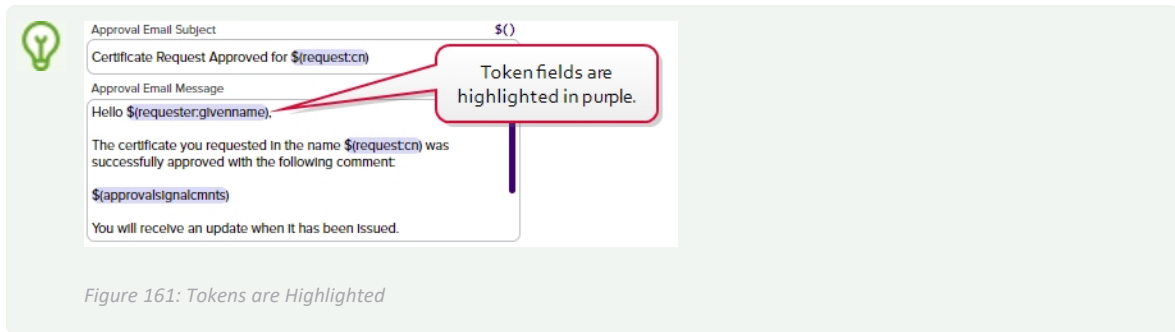 Approval Email Subject
$()
Certificate Request Approved for $(request:cn)
Token fields are
highlighted in purple.
Approval Email Message
Hello $(requester:givenname),
The certificate you requested in the name $(request:cn) was
successfully approved with the following comment:
$(approvalsignalcmnts)
You will receive an update when it has been issued.
Figure 161: Tokens are Highlighted